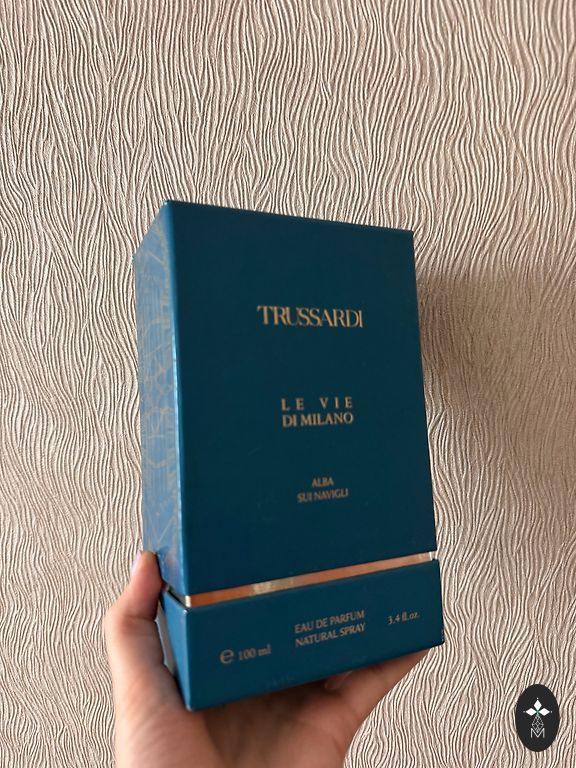 TRUSSARDI
LE VIE
DI MILANO
ALBA
SUI NAVIGLI
EAU DE PARFUM
NATURAL SPRAY
℮ 100 ml
3.4 fl.oz.
M